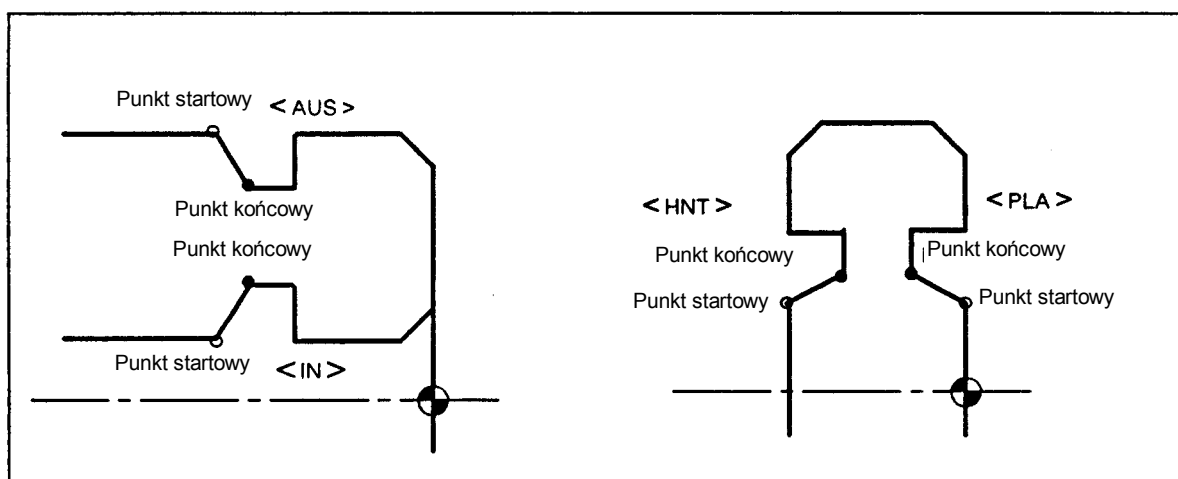 Punkt startowy
< AUS >
Punkt końcowy
Punkt końcowy
Punkt startowy
< IN >
< HNT >
< PLA >
Punkt końcowy
Punkt końcowy
Punkt startowy
Punkt startowy